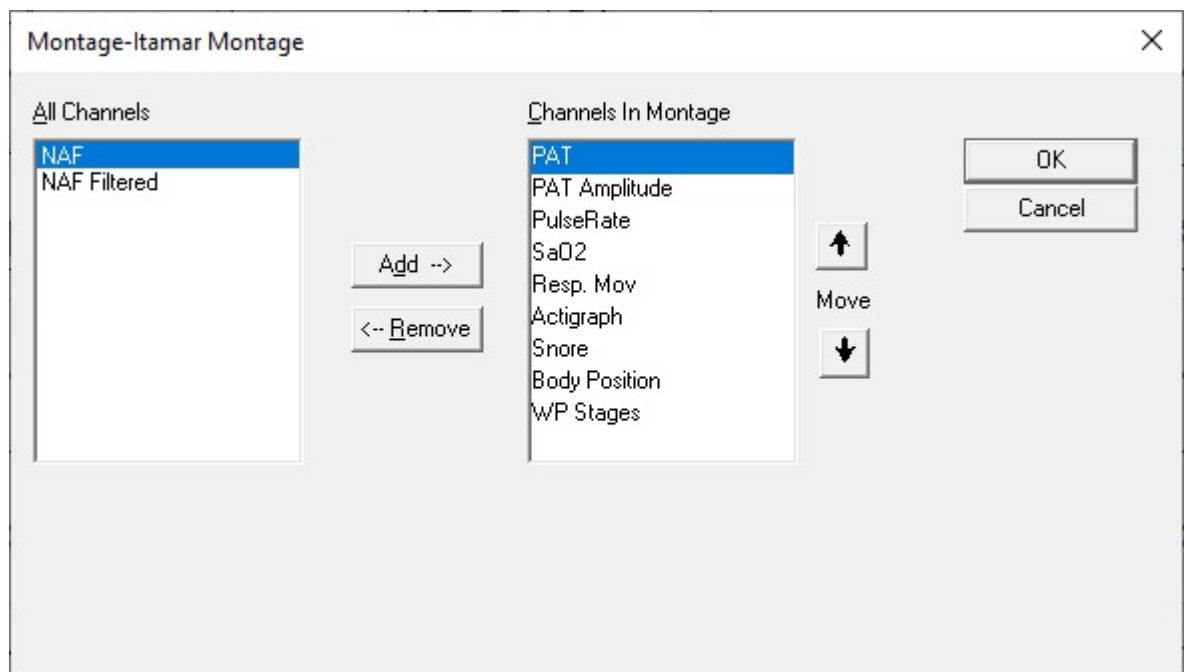 Montage-Itamar Montage
All Channels
NAF
NAF Filtered
Add -->
<-- Remove
Channels In Montage
PAT
PAT Amplitude
PulseRate
SaO2
Resp. Mov
Actigraph
Snore
Body Position
WP Stages
Move
OK
Cancel